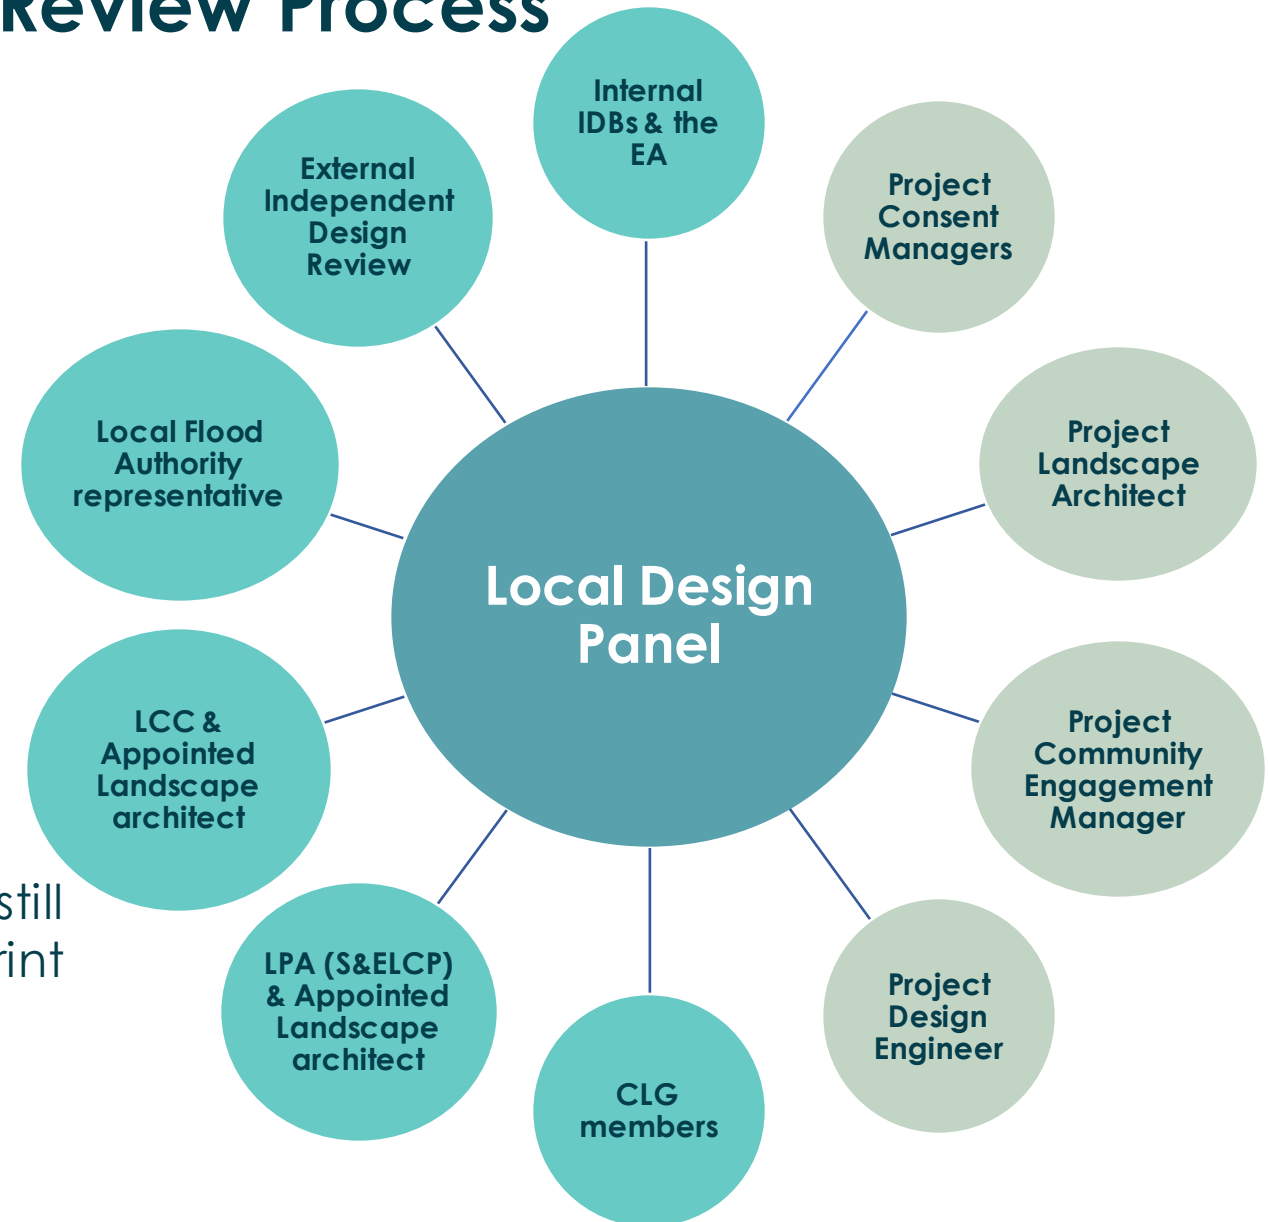 Review Process
Internal
IDBs & the
EA
Project
Consent
Managers
Project
Landscape
Architect
Project
Community
Engagement
Manager
Project
Design
Engineer
CLG
members
LPA (S&ELCP)
& Appointed
Landscape
architect
LCC &
Appointed
Landscape
architect
Local Flood
Authority
representative
External
Independent
Design
Review
Local Design
Panel
still
rint